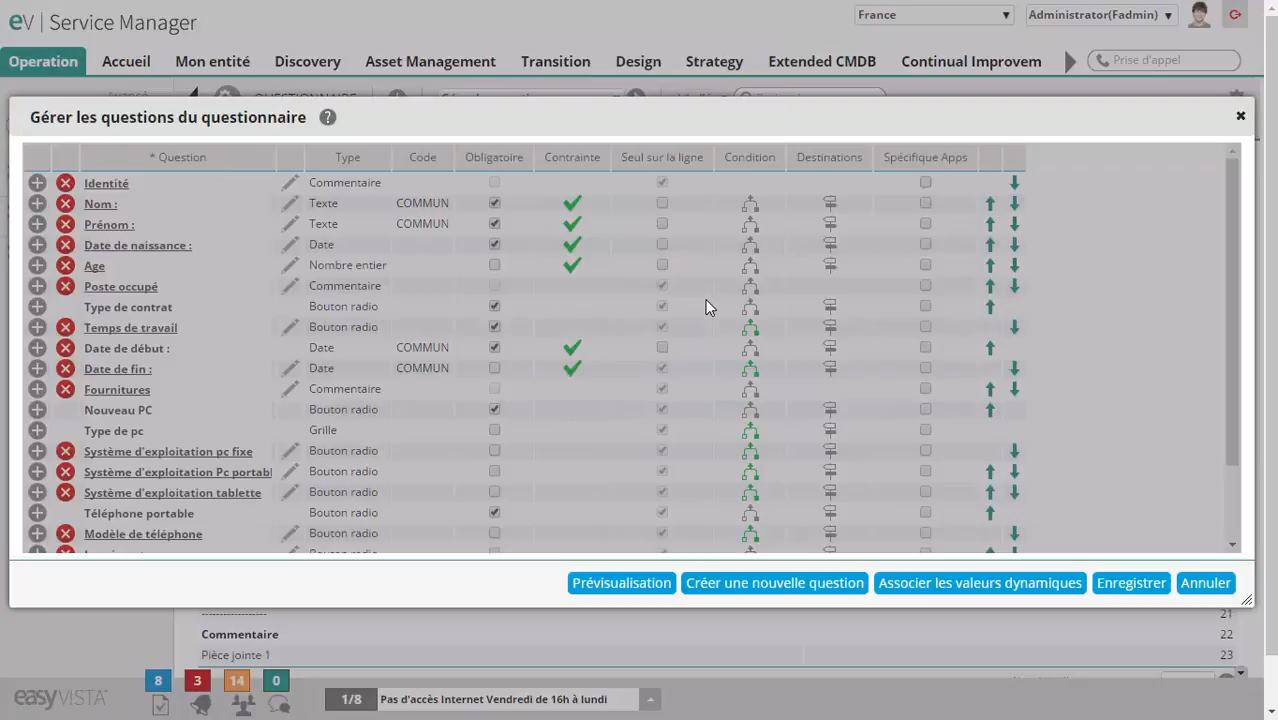 eV | Service Manager
France
Administrator(Fadmin)
Operation Accueil Mon entité Discovery Asset Management Transition Design Strategy Extended CMDB Continual Improvem
Prise d'appel
Gérer les questions du questionnaire ?
* Question Type Code Obligatoire Contrainte Seul sur la ligne Condition Destinations Spécifique Apps
Identité Commentaire
Nom : Texte COMMUN
Prénom : Texte COMMUN
Date de naissance : Date
Age Nombre entier
Poste occupé Commentaire
Type de contrat Bouton radio
Temps de travail Bouton radio
Date de début : Date COMMUN
Date de fin : Date COMMUN
Fournitures Commentaire
Nouveau PC Bouton radio
Type de pc Grille
Système d'exploitation pc fixe Bouton radio
Système d'exploitation Pc portabl Bouton radio
Système d'exploitation tablette Bouton radio
Téléphone portable Bouton radio
Modèle de téléphone Bouton radio
Prévisualisation Créer une nouvelle question Associer les valeurs dynamiques Enregistrer Annuler
21
Commentaire 22
Pièce jointe 1 23
easyVISTA
8 3 14 0
1/8 Pas d'accès Internet Vendredi de 16h à lundi